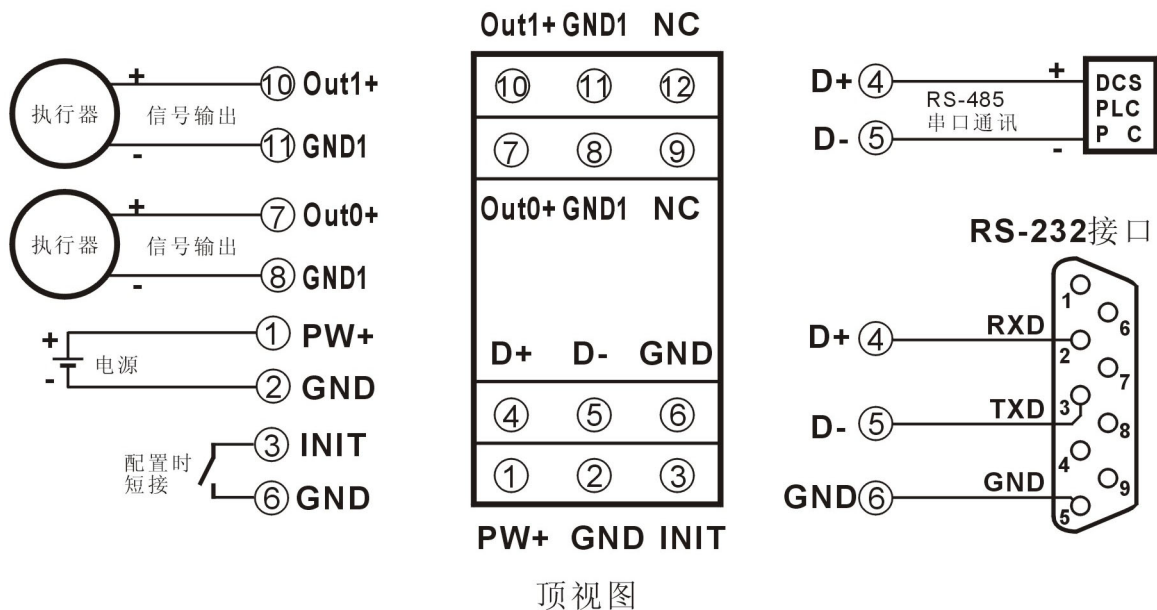 执行器
+
信号输出
-
⑩ Out1+
⑪ GND1
执行器
+
信号输出
-
⑦ Out0+
⑧ GND1
+
-
电源
① PW+
② GND
配置时
短接
③ INIT
⑥ GND
Out1+ GND1 NC
⑩ ⑪ ⑫
⑦ ⑧ ⑨
Out0+ GND1 NC
D+ D- GND
④ ⑤ ⑥
① ② ③
PW+ GND INIT
顶视图
D+ ④
D- ⑤
+
RS-485
串口通讯
-
DCS
PLC
P C
RS-232接口
D+ ④ RXD
D- ⑤ TXD
GND ⑥ GND
1
2
3
4
5
6
7
8
9